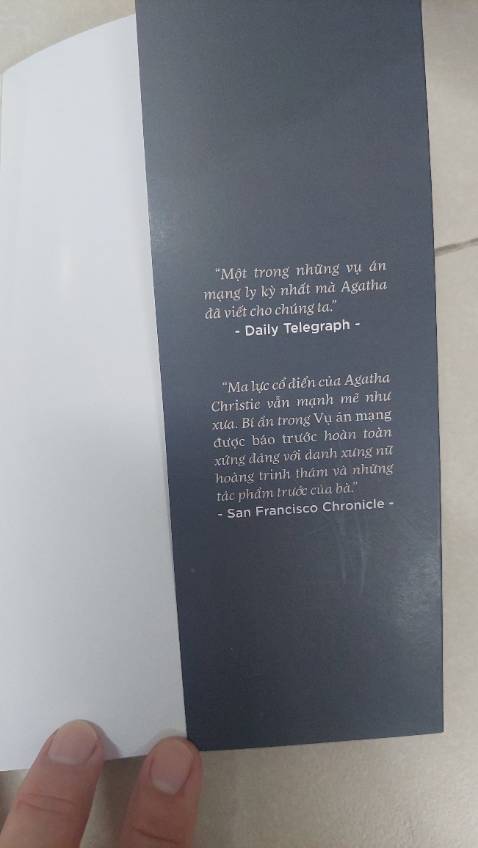 “Một trong những vụ án
mạng ly kỳ nhất mà Agatha
đã viết cho chúng ta.”
- Daily Telegraph -
“Ma lực cổ điển của Agatha
Christie vẫn mạnh mẽ như
xưa. Bí ẩn trong Vụ án mạng
được báo trước hoàn toàn
xứng đáng với danh xưng nữ
hoàng trinh thám và những
tác phẩm trước của bà.”
- San Francisco Chronicle -